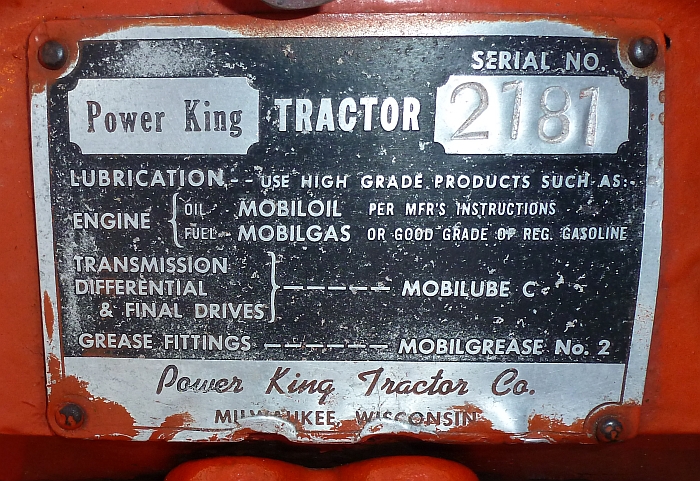 SERIAL NO.
Power King TRACTOR 2181
LUBRICATION -- USE HIGH GRADE PRODUCTS SUCH AS:-
ENGINE { OIL - MOBILOIL PER MFR'S INSTRUCTIONS
FUEL - MOBILGAS OR GOOD GRADE OF REG. GASOLINE
TRANSMISSION
DIFFERENTIAL } ----- MOBILUBE C
& FINAL DRIVES
GREASE FITTINGS ------ MOBILGREASE No. 2
Power King Tractor Co.
MILWAUKEE, WISCONSIN